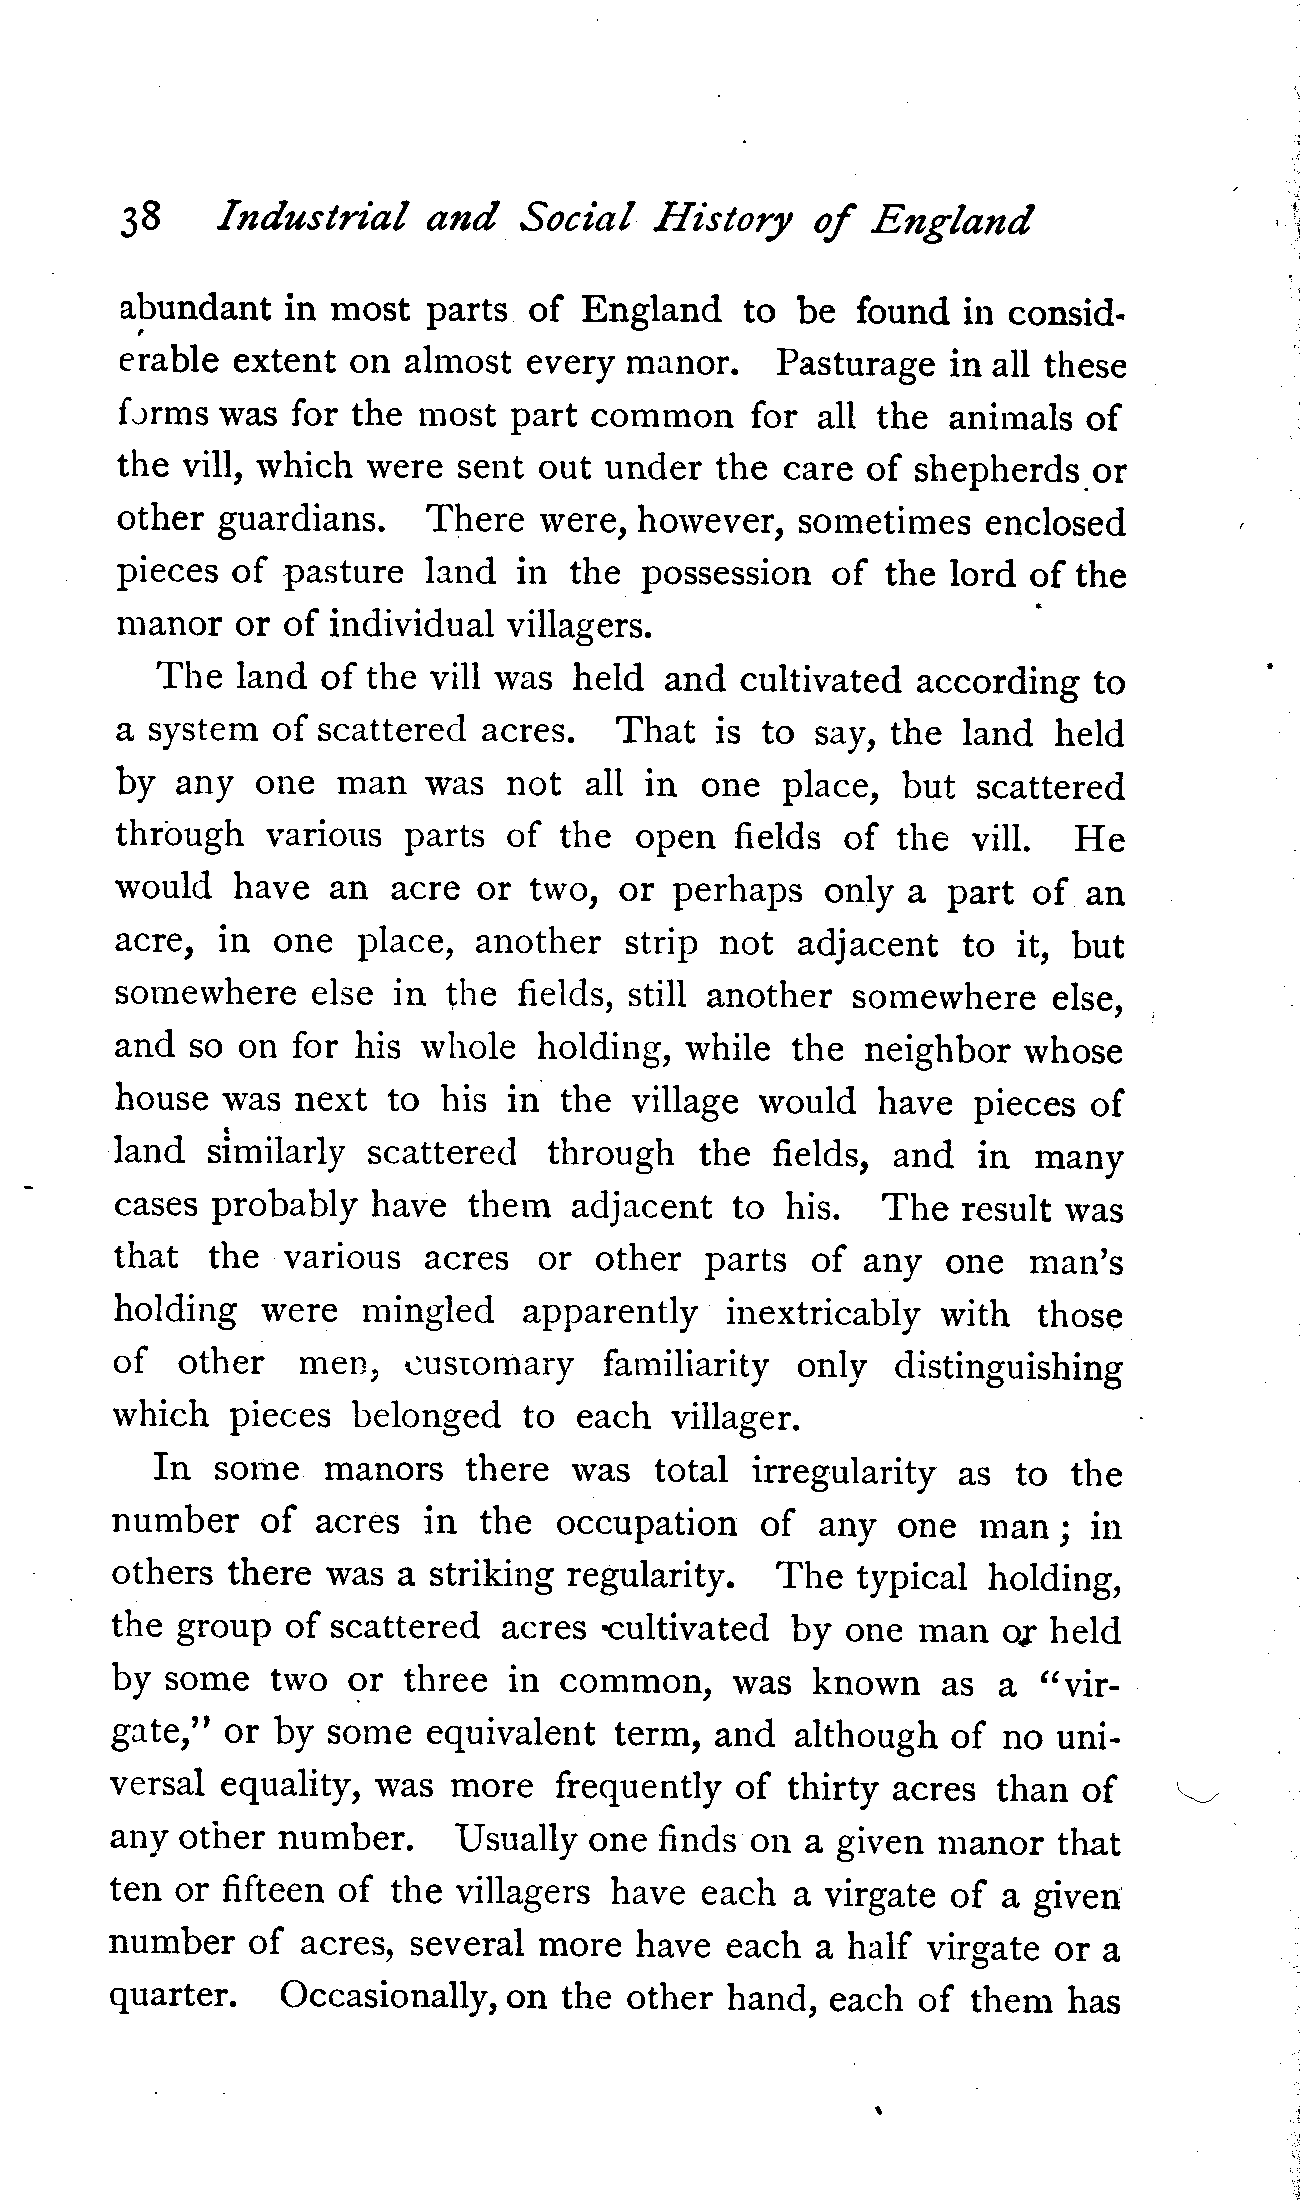 38 Industrial and Social History of England
abundant in most parts of England to be found in consid-
erable extent on almost every manor. Pasturage in all these
forms was for the most part common for all the animals of
the vill, which were sent out under the care of shepherds or
other guardians. There were, however, sometimes enclosed
pieces of pasture land in the possession of the lord of the
manor or of individual villagers.
The land of the vill was held and cultivated according to
a system of scattered acres. That is to say, the land held
by any one man was not all in one place, but scattered
through various parts of the open fields of the vill. He
would have an acre or two, or perhaps only a part of an
acre, in one place, another strip not adjacent to it, but
somewhere else in the fields, still another somewhere else,
and so on for his whole holding, while the neighbor whose
house was next to his in the village would have pieces of
land similarly scattered through the fields, and in many
cases probably have them adjacent to his. The result was
that the various acres or other parts of any one man's
holding were mingled apparently inextricably with those
of other men, customary familiarity only distinguishing
which pieces belonged to each villager.
In some manors there was total irregularity as to the
number of acres in the occupation of any one man; in
others there was a striking regularity. The typical holding,
the group of scattered acres cultivated by one man or held
by some two or three in common, was known as a "vir-
gate," or by some equivalent term, and although of no uni-
versal equality, was more frequently of thirty acres than of
any other number. Usually one finds on a given manor that
ten or fifteen of the villagers have each a virgate of a given
number of acres, several more have each a half virgate or a
quarter. Occasionally, on the other hand, each of them has